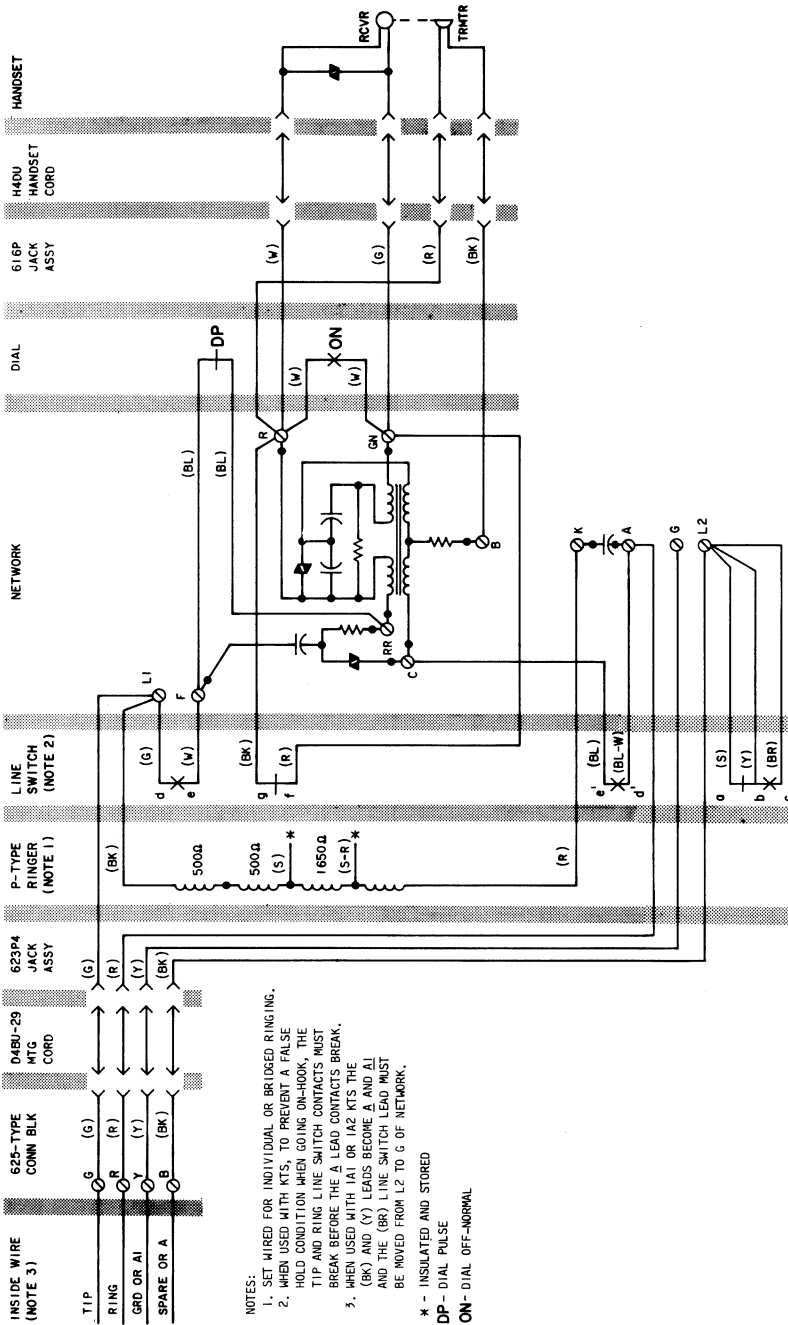 INSIDE WIRE
(NOTE 3)
625-TYPE
CONN BLK
D4BU-29
MTG
CORD
623P4
JACK
ASSY
P-TYPE
RINGER
(NOTE 1)
LINE
SWITCH
(NOTE 2)
NETWORK
DIAL
616P
JACK
ASSY
H4DU
HANDSET
CORD
HANDSET
TIP
G
(G)
(G)
RING
R
(R)
(R)
GRD OR A1
Y
(Y)
(Y)
SPARE OR A
B
(BK)
(BK)
(BK)
500Ω
500Ω
(S)
*
1650Ω
(S-R)
*
(R)
d
(G)
e
(W)
L1
F
g
(BK)
f
(R)
(BL)
(BL)
DP
R
(W)
ON
(W)
GN
RR
C
B
(W)
(G)
(R)
(BK)
RCVR
TRMTR
e'
(BL)
d'
(BL-W)
K
A
G
L2
a
(S)
(Y)
b
(BR)
c
NOTES:
1. SET WIRED FOR INDIVIDUAL OR BRIDGED RINGING.
2. WHEN USED WITH KTS, TO PREVENT A FALSE
HOLD CONDITION WHEN GOING ON-HOOK, THE
TIP AND RING LINE SWITCH CONTACTS MUST
BREAK BEFORE THE A LEAD CONTACTS BREAK.
3. WHEN USED WITH 1A1 OR 1A2 KTS THE
(BK) AND (Y) LEADS BECOME A AND A1
AND THE (BR) LINE SWITCH LEAD MUST
BE MOVED FROM L2 TO G OF NETWORK.
* - INSULATED AND STORED
DP - DIAL PULSE
ON - DIAL OFF-NORMAL